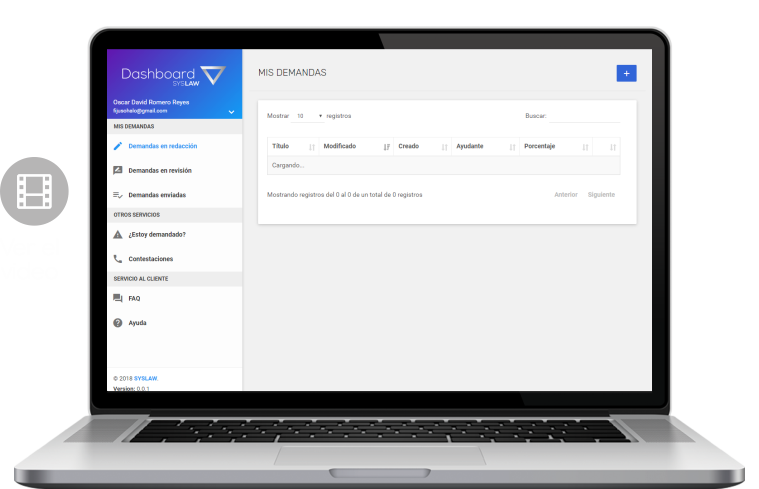 Dashboard
SYSLAW
Oscar David Romero Reyes
fijuschalo@gmail.com
MIS DEMANDAS
Demandas en redacción
Demandas en revisión
Demandas enviadas
OTROS SERVICIOS
¿Estoy demandado?
Contestaciones
SERVICIO AL CLIENTE
FAQ
Ayuda
© 2018 SYSLAW.
Version: 0.0.1
MIS DEMANDAS
+
Mostrar 10 registros Buscar:
Título Modificado Creado Ayudante Porcentaje
Cargando...
Mostrando registros del 0 al 0 de un total de 0 registros Anterior Siguiente